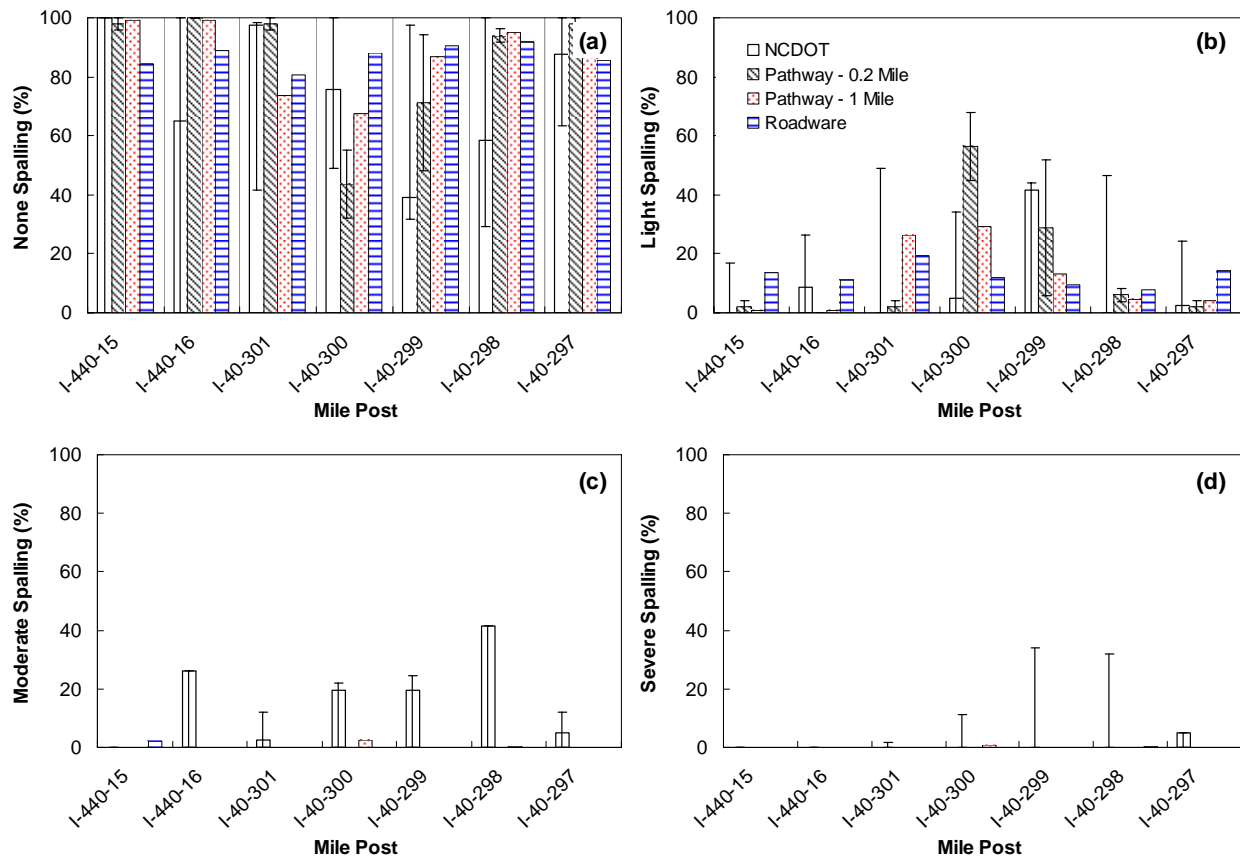 100
80
60
40
20
0
None Spalling (%)
(a)
I-440-15
I-440-16
I-40-301
I-40-300
I-40-299
I-40-298
I-40-297
Mile Post
100
80
60
40
20
0
Light Spalling (%)
(b)
NCDOT
Pathway - 0.2 Mile
Pathway - 1 Mile
Roadware
I-440-15
I-440-16
I-40-301
I-40-300
I-40-299
I-40-298
I-40-297
Mile Post
100
80
60
40
20
0
Moderate Spalling (%)
(c)
I-440-15
I-440-16
I-40-301
I-40-300
I-40-299
I-40-298
I-40-297
Mile Post
100
80
60
40
20
0
Severe Spalling (%)
(d)
I-440-15
I-440-16
I-40-301
I-40-300
I-40-299
I-40-298
I-40-297
Mile Post